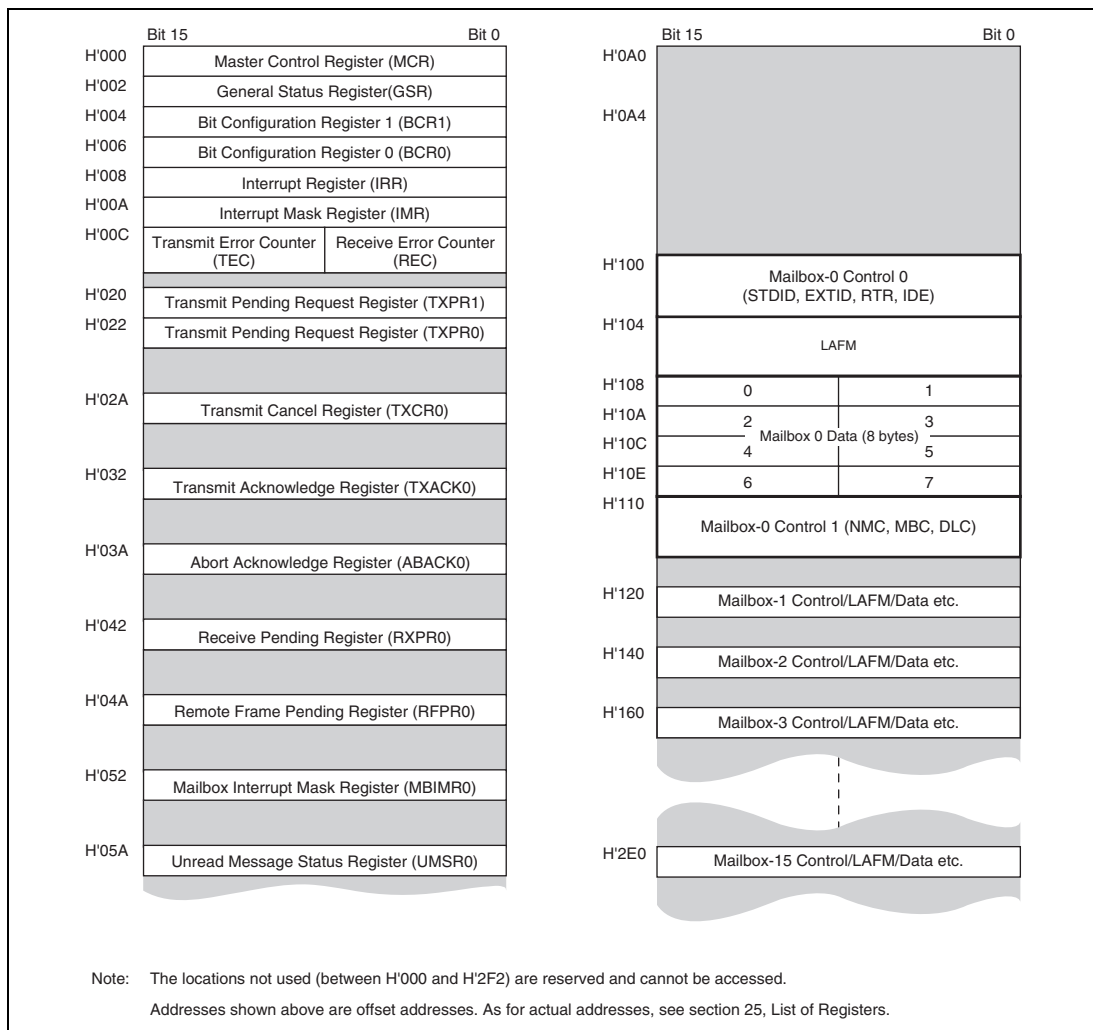 Bit 15 Bit 0
H'000 Master Control Register (MCR)
H'002 General Status Register(GSR)
H'004 Bit Configuration Register 1 (BCR1)
H'006 Bit Configuration Register 0 (BCR0)
H'008 Interrupt Register (IRR)
H'00A Interrupt Mask Register (IMR)
H'00C Transmit Error Counter Receive Error Counter
(TEC) (REC)
H'020 Transmit Pending Request Register (TXPR1)
H'022 Transmit Pending Request Register (TXPR0)
H'02A Transmit Cancel Register (TXCR0)
H'032 Transmit Acknowledge Register (TXACK0)
H'03A Abort Acknowledge Register (ABACK0)
H'042 Receive Pending Register (RXPR0)
H'04A Remote Frame Pending Register (RFPR0)
H'052 Mailbox Interrupt Mask Register (MBIMR0)
H'05A Unread Message Status Register (UMSR0)
Bit 15 Bit 0
H'0A0
H'0A4
H'100 Mailbox-0 Control 0
(STDID, EXTID, RTR, IDE)
H'104 LAFM
H'108 0 1
H'10A 2 3
Mailbox 0 Data (8 bytes)
H'10C 4 5
H'10E 6 7
H'110 Mailbox-0 Control 1 (NMC, MBC, DLC)
H'120 Mailbox-1 Control/LAFM/Data etc.
H'140 Mailbox-2 Control/LAFM/Data etc.
H'160 Mailbox-3 Control/LAFM/Data etc.
H'2E0 Mailbox-15 Control/LAFM/Data etc.
Note: The locations not used (between H'000 and H'2F2) are reserved and cannot be accessed.
Addresses shown above are offset addresses. As for actual addresses, see section 25, List of Registers.